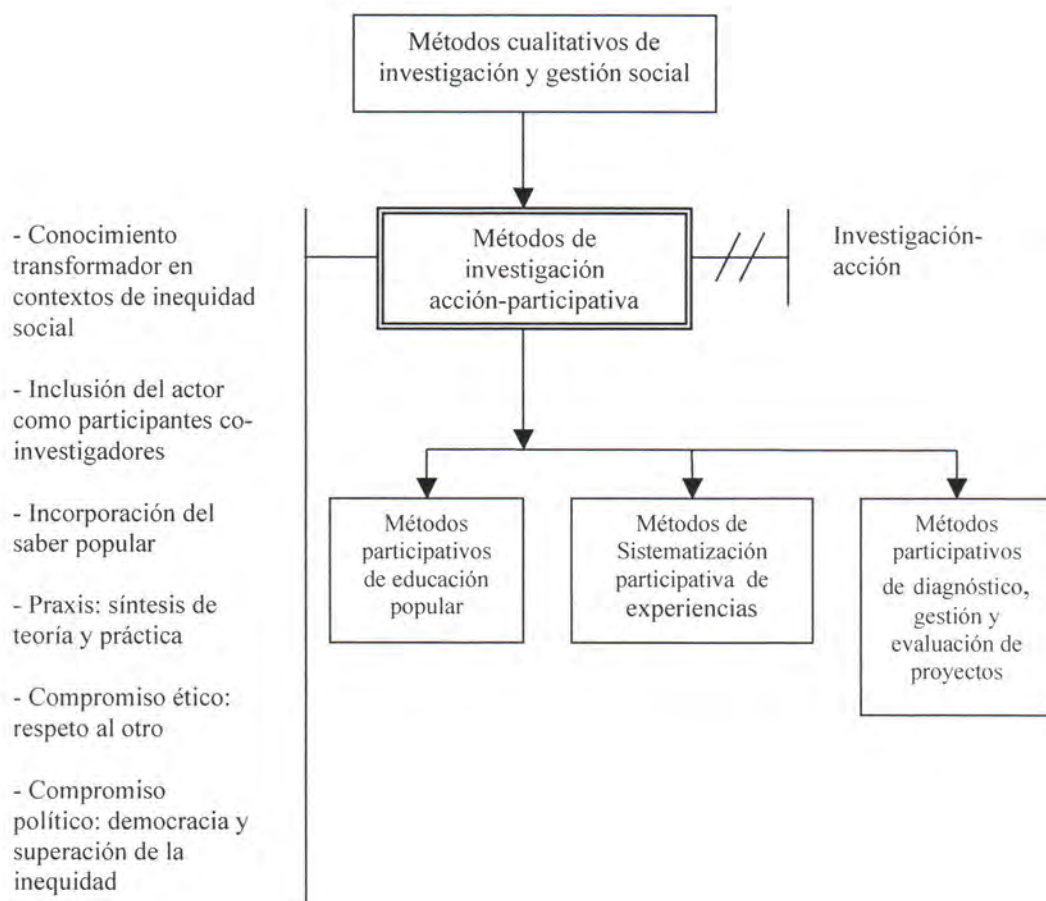 Métodos cualitativos de
investigación y gestión social
- Conocimiento
transformador en
contextos de inequidad
social
- Inclusión del actor
como participantes co-
investigadores
- Incorporación del
saber popular
- Praxis: síntesis de
teoría y práctica
- Compromiso ético:
respeto al otro
- Compromiso
político: democracia y
superación de la
inequidad
Métodos de
investigación
acción-participativa
Investigación-
acción
Métodos
participativos
de educación
popular
Métodos de
Sistematización
participativa de
experiencias
Métodos
participativos
de diagnóstico,
gestión y
evaluación de
proyectos